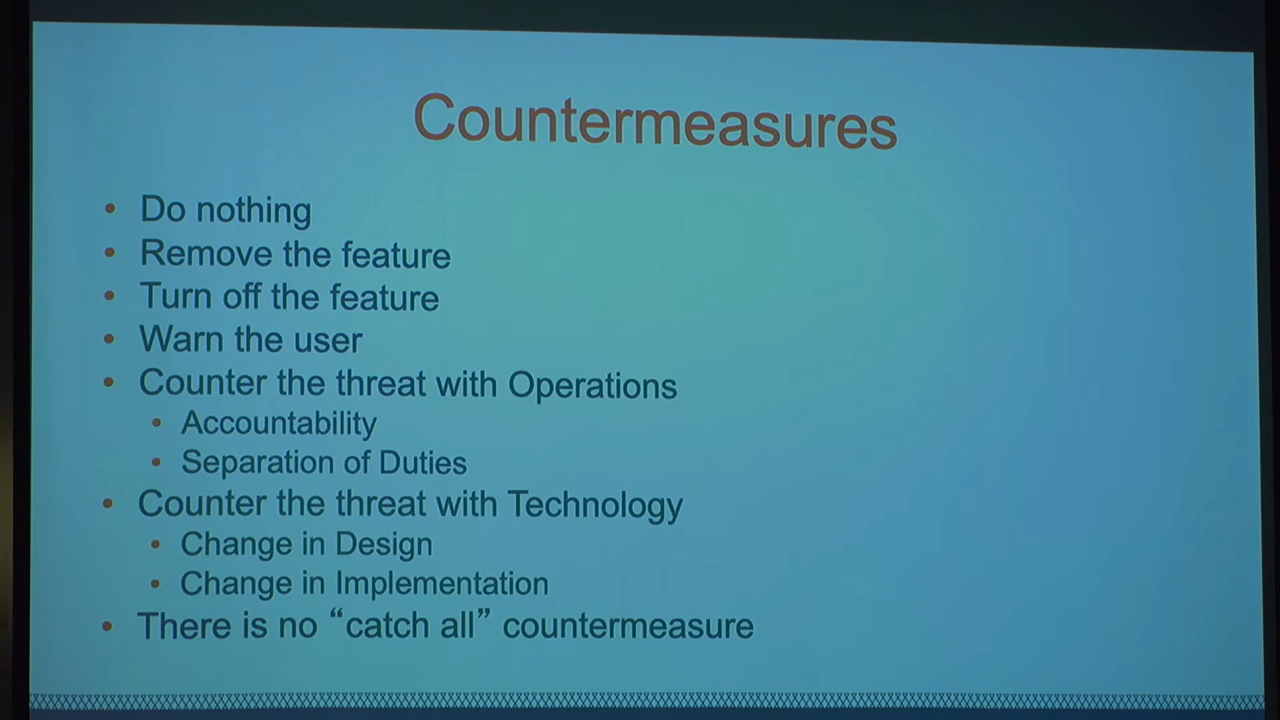 Countermeasures
• Do nothing
• Remove the feature
• Turn off the feature
• Warn the user
• Counter the threat with Operations
• Accountability
• Separation of Duties
• Counter the threat with Technology
• Change in Design
• Change in Implementation
• There is no “catch all” countermeasure